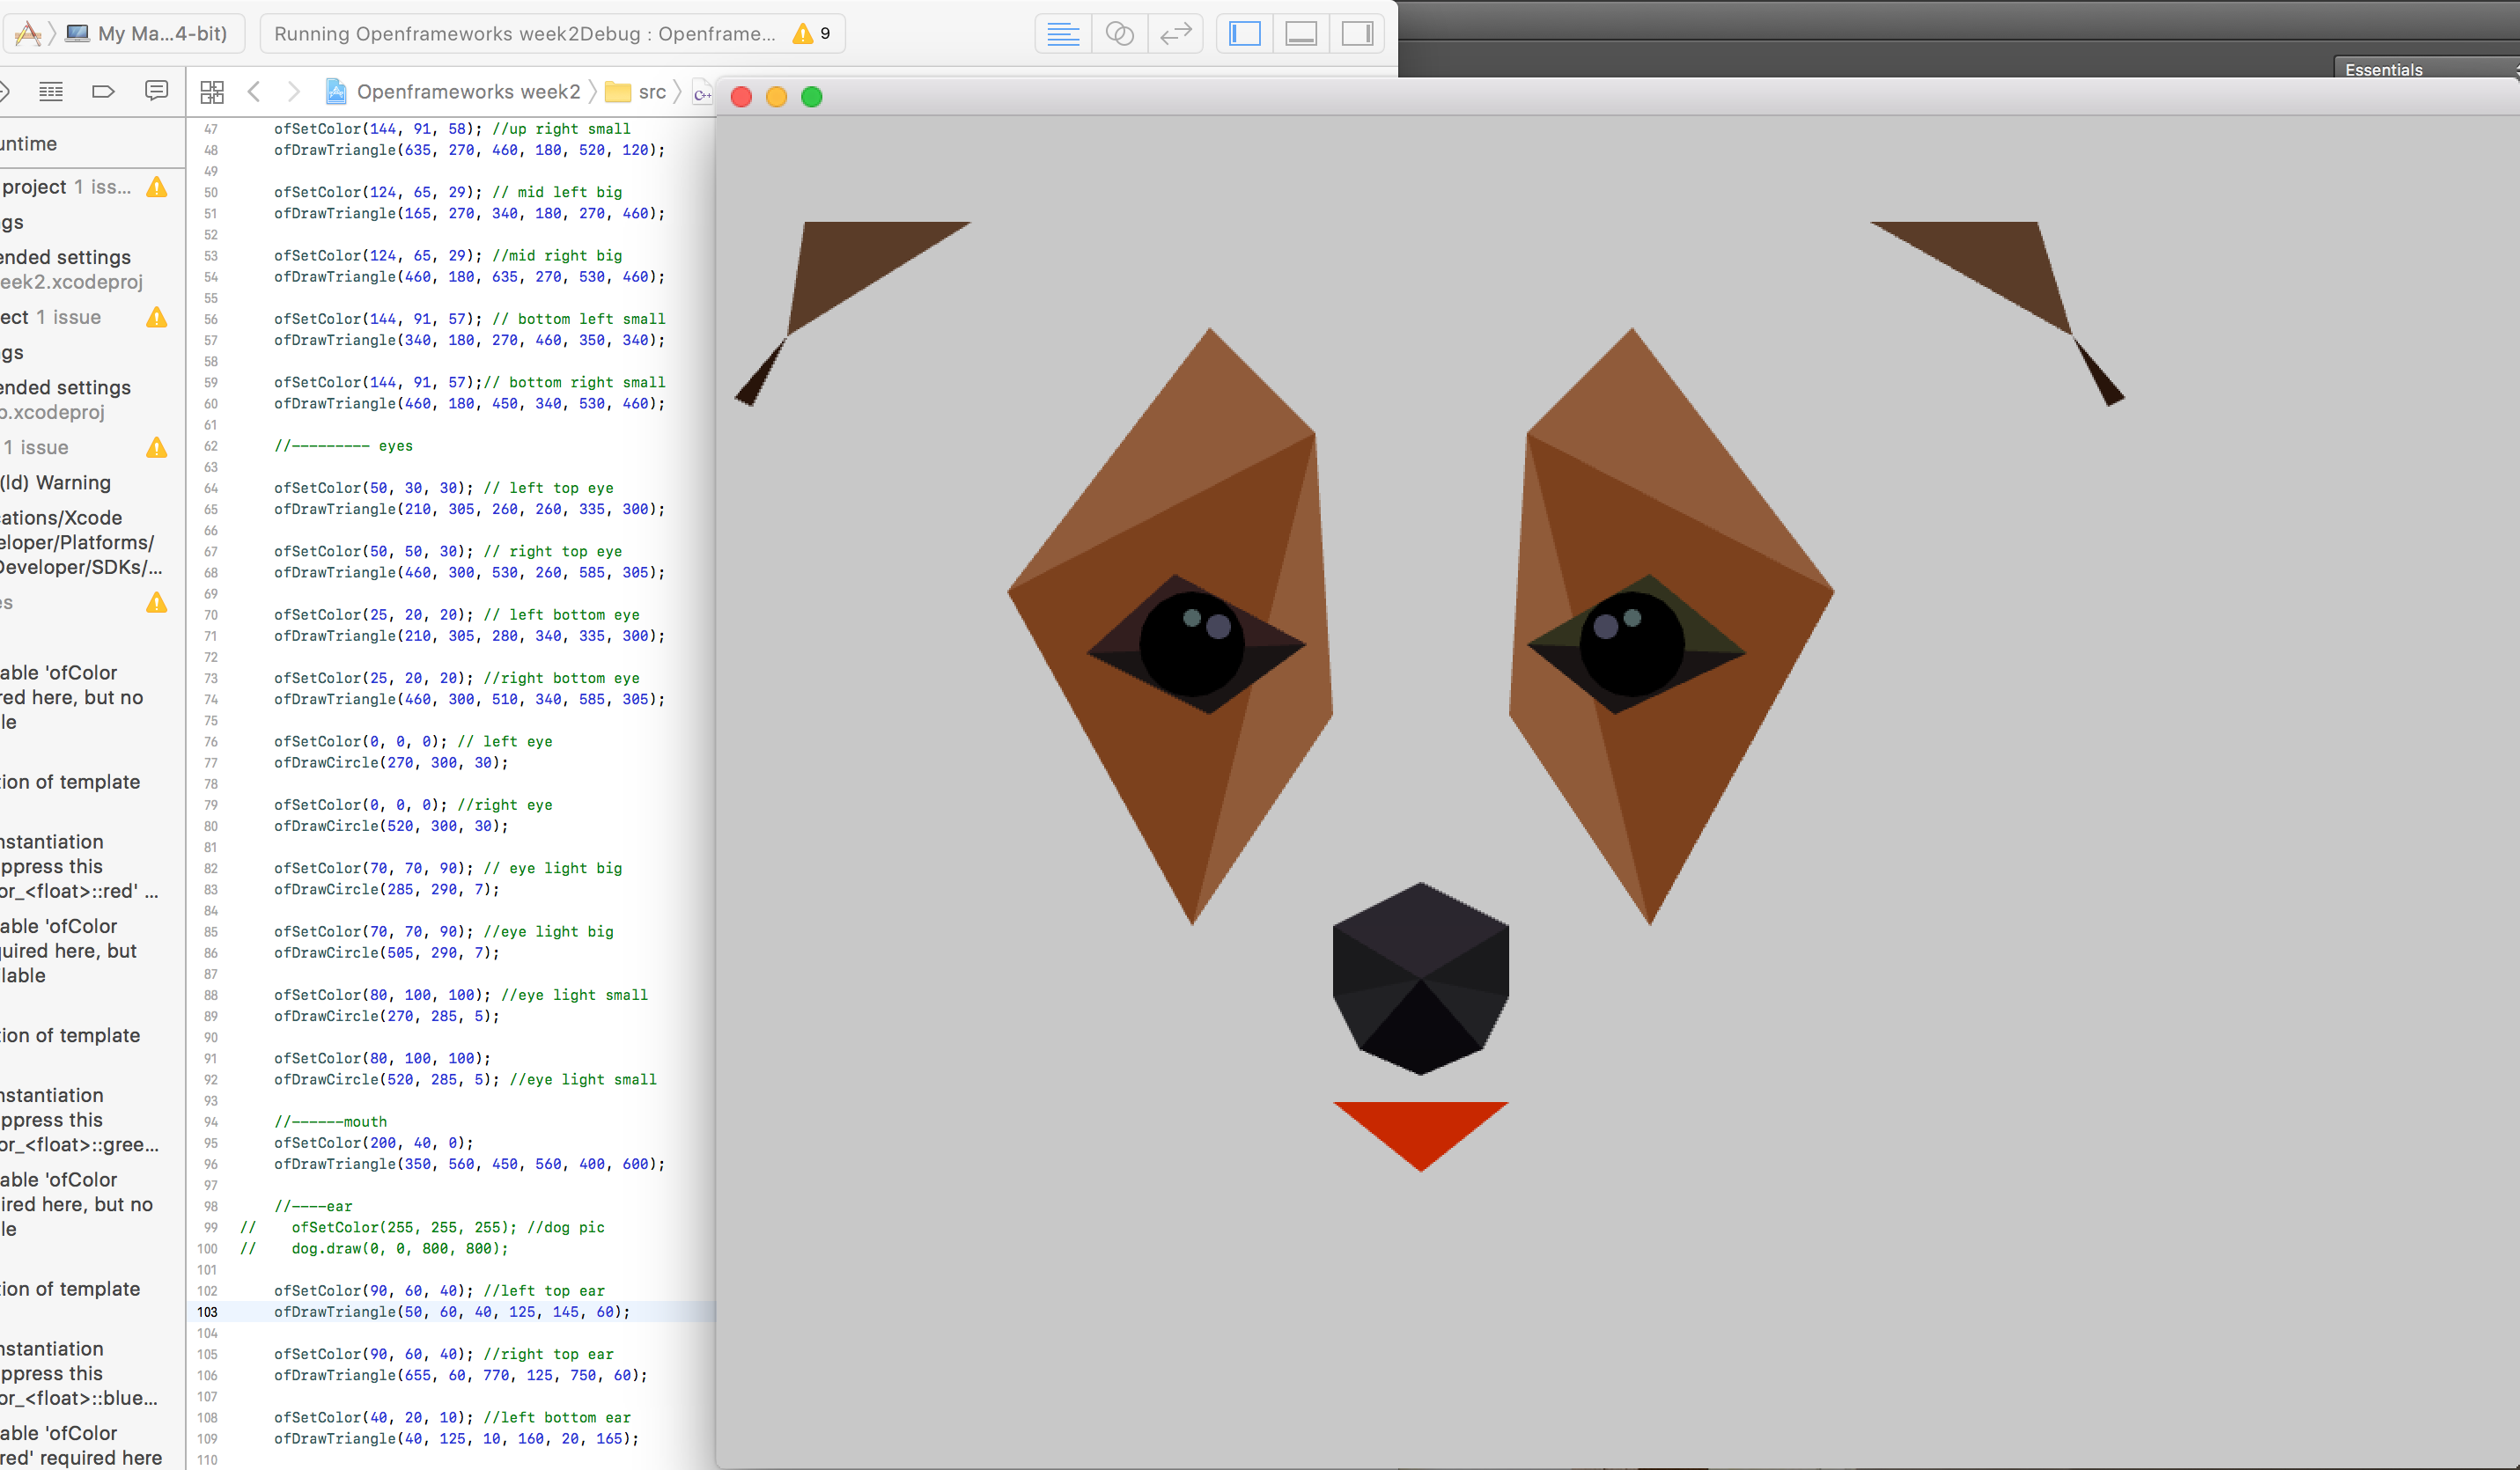 My Ma...4-bit)
Running Openframeworks week2Debug : Openframe...
9
Essentials
Openframeworks week2
src
C++
untime
project 1 iss...
gs
ended settings
eek2.xcodeproj
ect 1 issue
gs
ended settings
o.xcodeproj
1 issue
(ld) Warning
cations/Xcode
eloper/Platforms/
Developer/SDKs/...
es
able 'ofColor
red here, but no
le
tion of template
nstantiation
ppress this
or_<float>::red' ...
able 'ofColor
quired here, but
ilable
tion of template
nstantiation
ppress this
or_<float>::gree...
able 'ofColor
ired here, but no
le
tion of template
nstantiation
ppress this
or_<float>::blue...
able 'ofColor
red' required here
47 ofSetColor(144, 91, 58); //up right small
48 ofDrawTriangle(635, 270, 460, 180, 520, 120);
49
50 ofSetColor(124, 65, 29); // mid left big
51 ofDrawTriangle(165, 270, 340, 180, 270, 460);
52
53 ofSetColor(124, 65, 29); //mid right big
54 ofDrawTriangle(460, 180, 635, 270, 530, 460);
55
56 ofSetColor(144, 91, 57); // bottom left small
57 ofDrawTriangle(340, 180, 270, 460, 350, 340);
58
59 ofSetColor(144, 91, 57);// bottom right small
60 ofDrawTriangle(460, 180, 450, 340, 530, 460);
61
62 //--------- eyes
63
64 ofSetColor(50, 30, 30); // left top eye
65 ofDrawTriangle(210, 305, 260, 260, 335, 300);
66
67 ofSetColor(50, 50, 30); // right top eye
68 ofDrawTriangle(460, 300, 530, 260, 585, 305);
69
70 ofSetColor(25, 20, 20); // left bottom eye
71 ofDrawTriangle(210, 305, 280, 340, 335, 300);
72
73 ofSetColor(25, 20, 20); //right bottom eye
74 ofDrawTriangle(460, 300, 510, 340, 585, 305);
75
76 ofSetColor(0, 0, 0); // left eye
77 ofDrawCircle(270, 300, 30);
78
79 ofSetColor(0, 0, 0); //right eye
80 ofDrawCircle(520, 300, 30);
81
82 ofSetColor(70, 70, 90); // eye light big
83 ofDrawCircle(285, 290, 7);
84
85 ofSetColor(70, 70, 90); //eye light big
86 ofDrawCircle(505, 290, 7);
87
88 ofSetColor(80, 100, 100); //eye light small
89 ofDrawCircle(270, 285, 5);
90
91 ofSetColor(80, 100, 100);
92 ofDrawCircle(520, 285, 5); //eye light small
93
94 //------mouth
95 ofSetColor(200, 40, 0);
96 ofDrawTriangle(350, 560, 450, 560, 400, 600);
97
98 //----ear
99 // ofSetColor(255, 255, 255); //dog pic
100 // dog.draw(0, 0, 800, 800);
101
102 ofSetColor(90, 60, 40); //left top ear
103 ofDrawTriangle(50, 60, 40, 125, 145, 60);
104
105 ofSetColor(90, 60, 40); //right top ear
106 ofDrawTriangle(655, 60, 770, 125, 750, 60);
107
108 ofSetColor(40, 20, 10); //left bottom ear
109 ofDrawTriangle(40, 125, 10, 160, 20, 165);
110